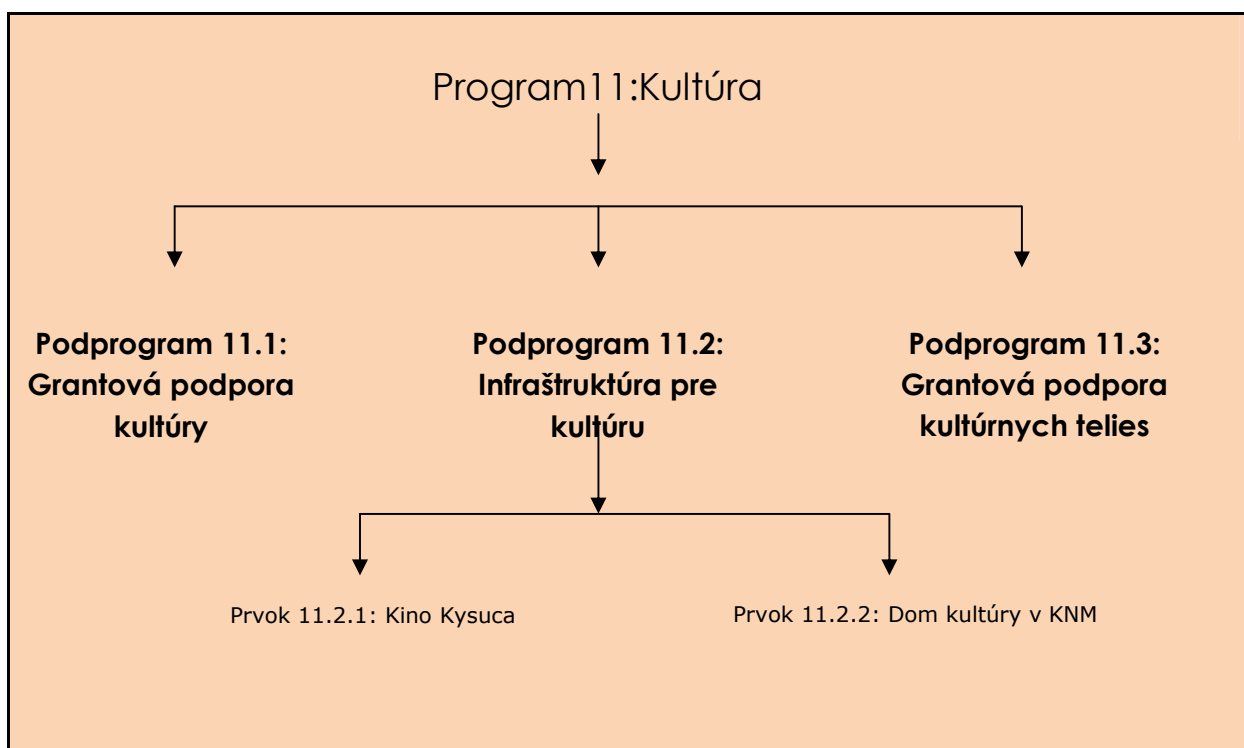 Program11:Kultúra
Podprogram 11.1:
Grantová podpora
kultúry
Podprogram 11.2:
Infraštruktúra pre
kultúru
Podprogram 11.3:
Grantová podpora
kultúrnych telies
Prvok 11.2.1: Kino Kysuca
Prvok 11.2.2: Dom kultúry v KNM